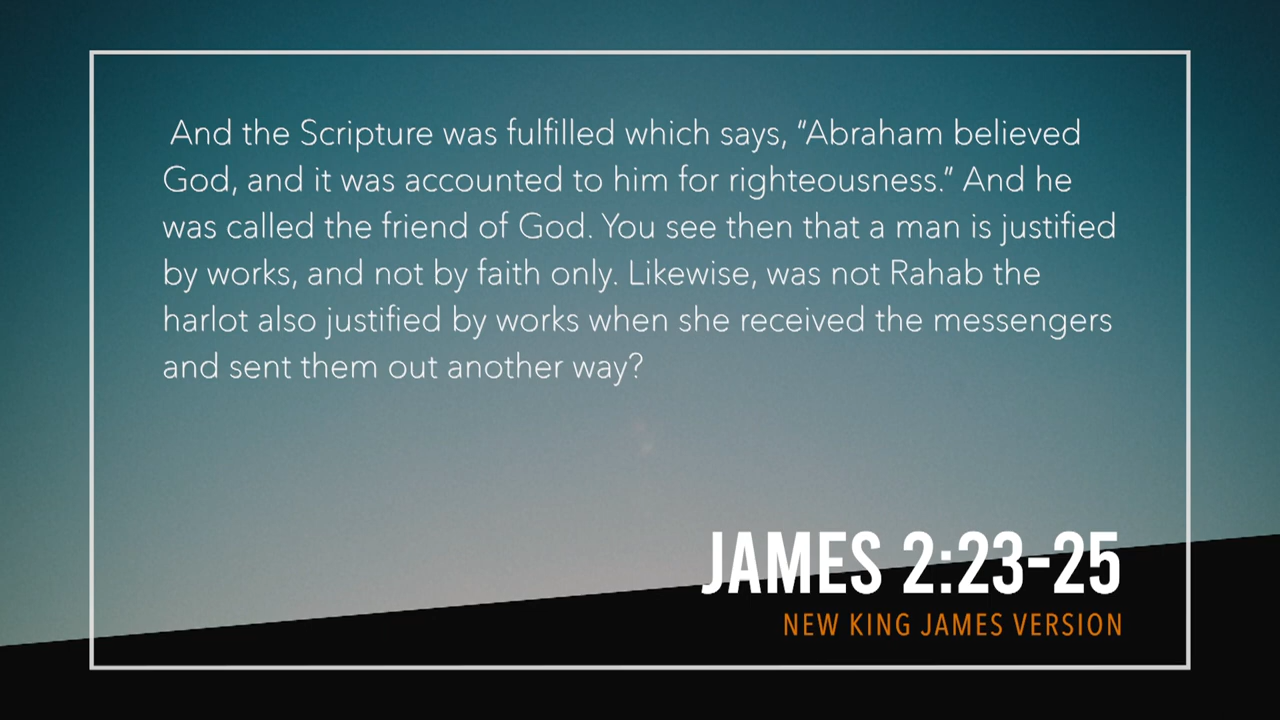 And the Scripture was fulfilled which says, “Abraham believed
God, and it was accounted to him for righteousness.” And he
was called the friend of God. You see then that a man is justified
by works, and not by faith only. Likewise, was not Rahab the
harlot also justified by works when she received the messengers
and sent them out another way?
JAMES 2:23-25
NEW KING JAMES VERSION